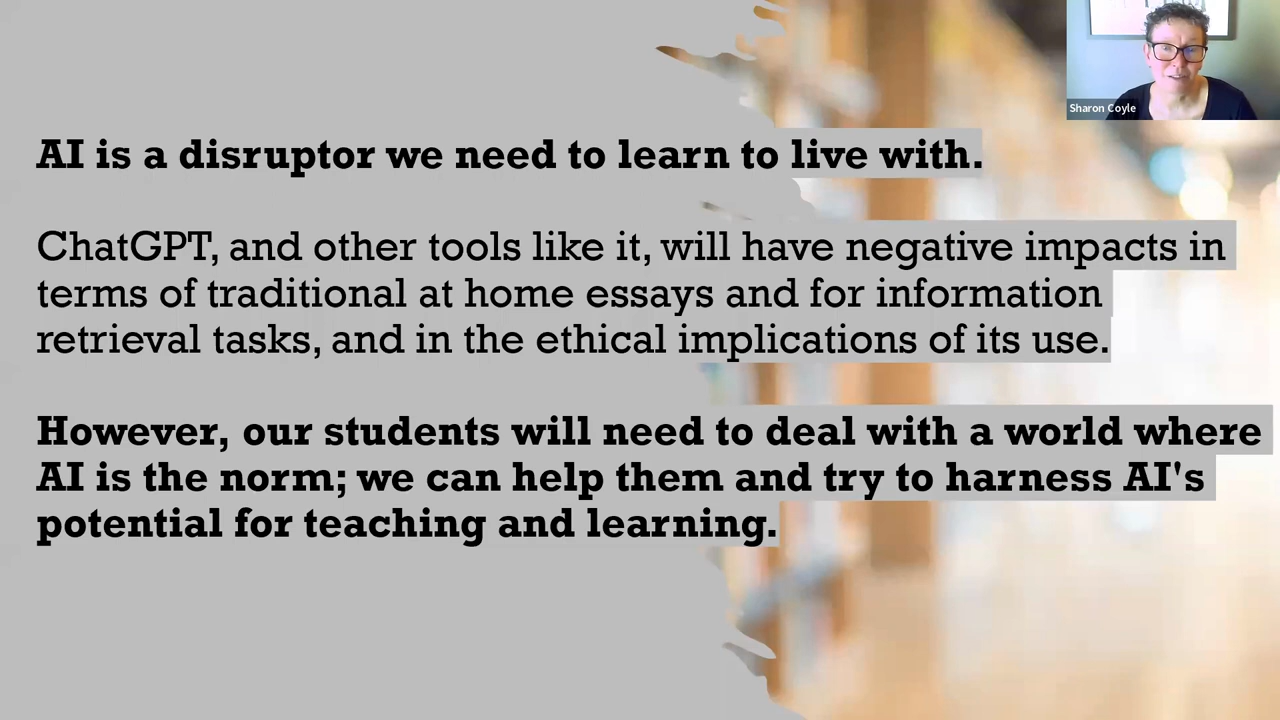 Sharon Coyle
AI is a disruptor we need to learn to live with.
ChatGPT, and other tools like it, will have negative impacts in
terms of traditional at home essays and for information
retrieval tasks, and in the ethical implications of its use.
However, our students will need to deal with a world where
AI is the norm; we can help them and try to harness AI's
potential for teaching and learning.